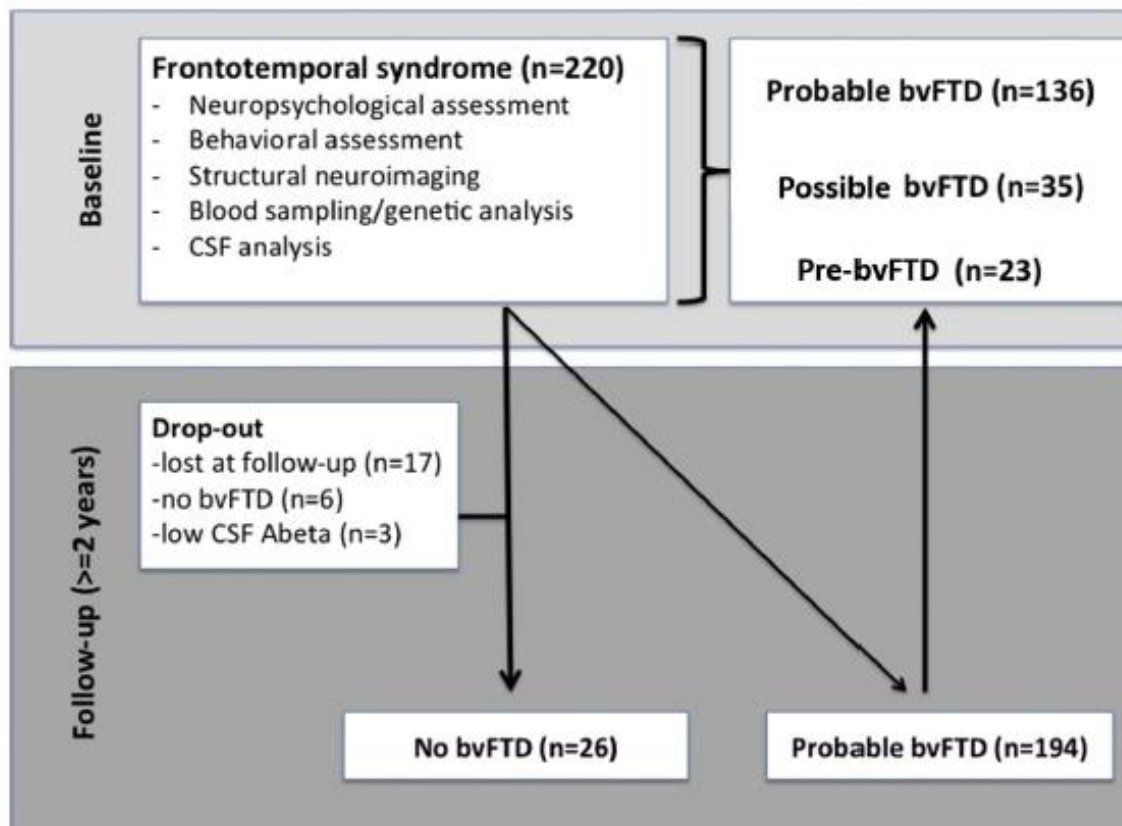 Baseline
Frontotemporal syndrome (n=220)
- Neuropsychological assessment
- Behavioral assessment
- Structural neuroimaging
- Blood sampling/genetic analysis
- CSF analysis
Probable bvFTD (n=136)
Possible bvFTD (n=35)
Pre-bvFTD (n=23)
Follow-up (>=2 years)
Drop-out
-lost at follow-up (n=17)
-no bvFTD (n=6)
-low CSF Abeta (n=3)
No bvFTD (n=26)
Probable bvFTD (n=194)